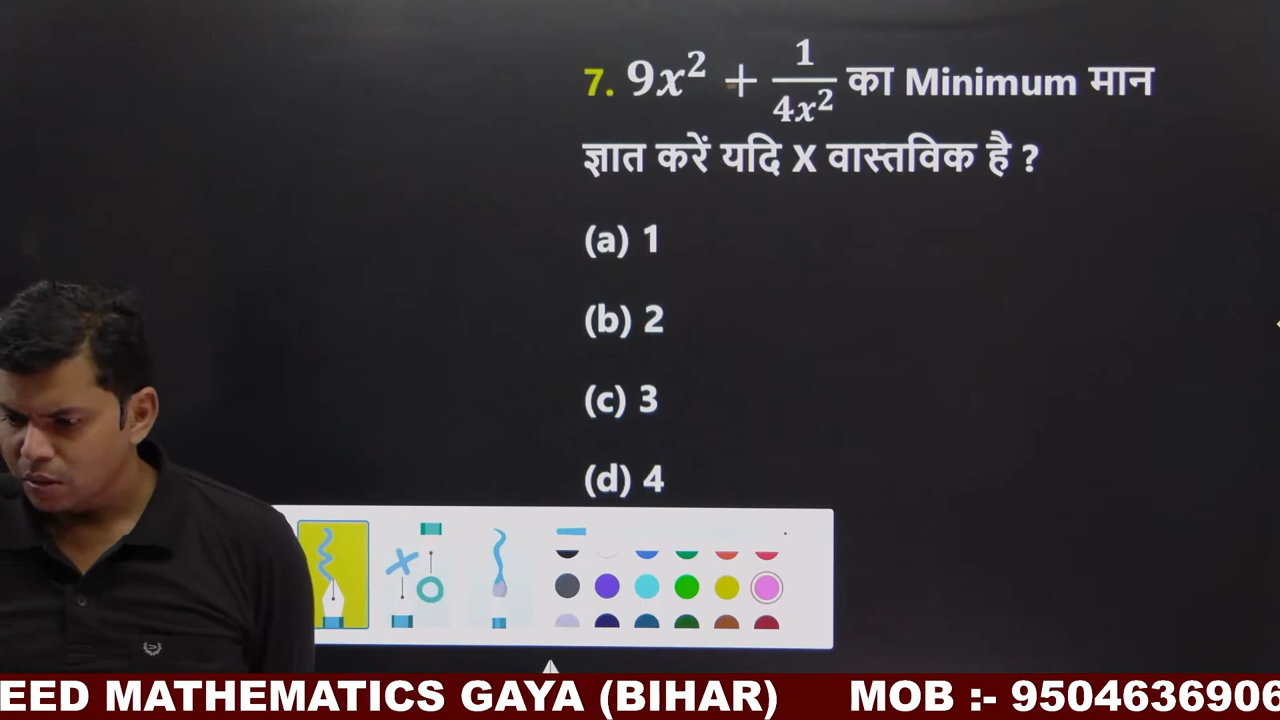 7. 9x² + 1/4x² का Minimum मान
ज्ञात करें यदि X वास्तविक है ?
(a) 1
(b) 2
(c) 3
(d) 4
EED MATHEMATICS GAYA (BIHAR) MOB :- 9504636906